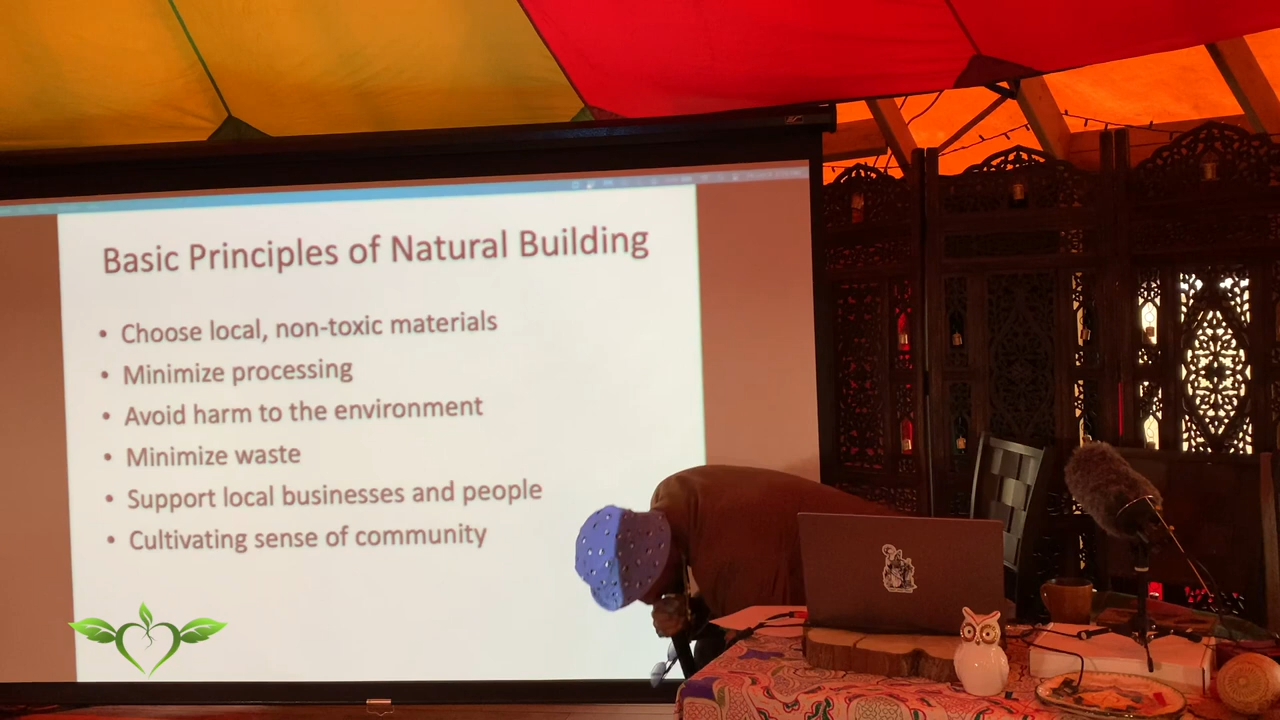 Basic Principles of Natural Building
• Choose local, non-toxic materials
• Minimize processing
• Avoid harm to the environment
• Minimize waste
• Support local businesses and people
• Cultivating sense of community